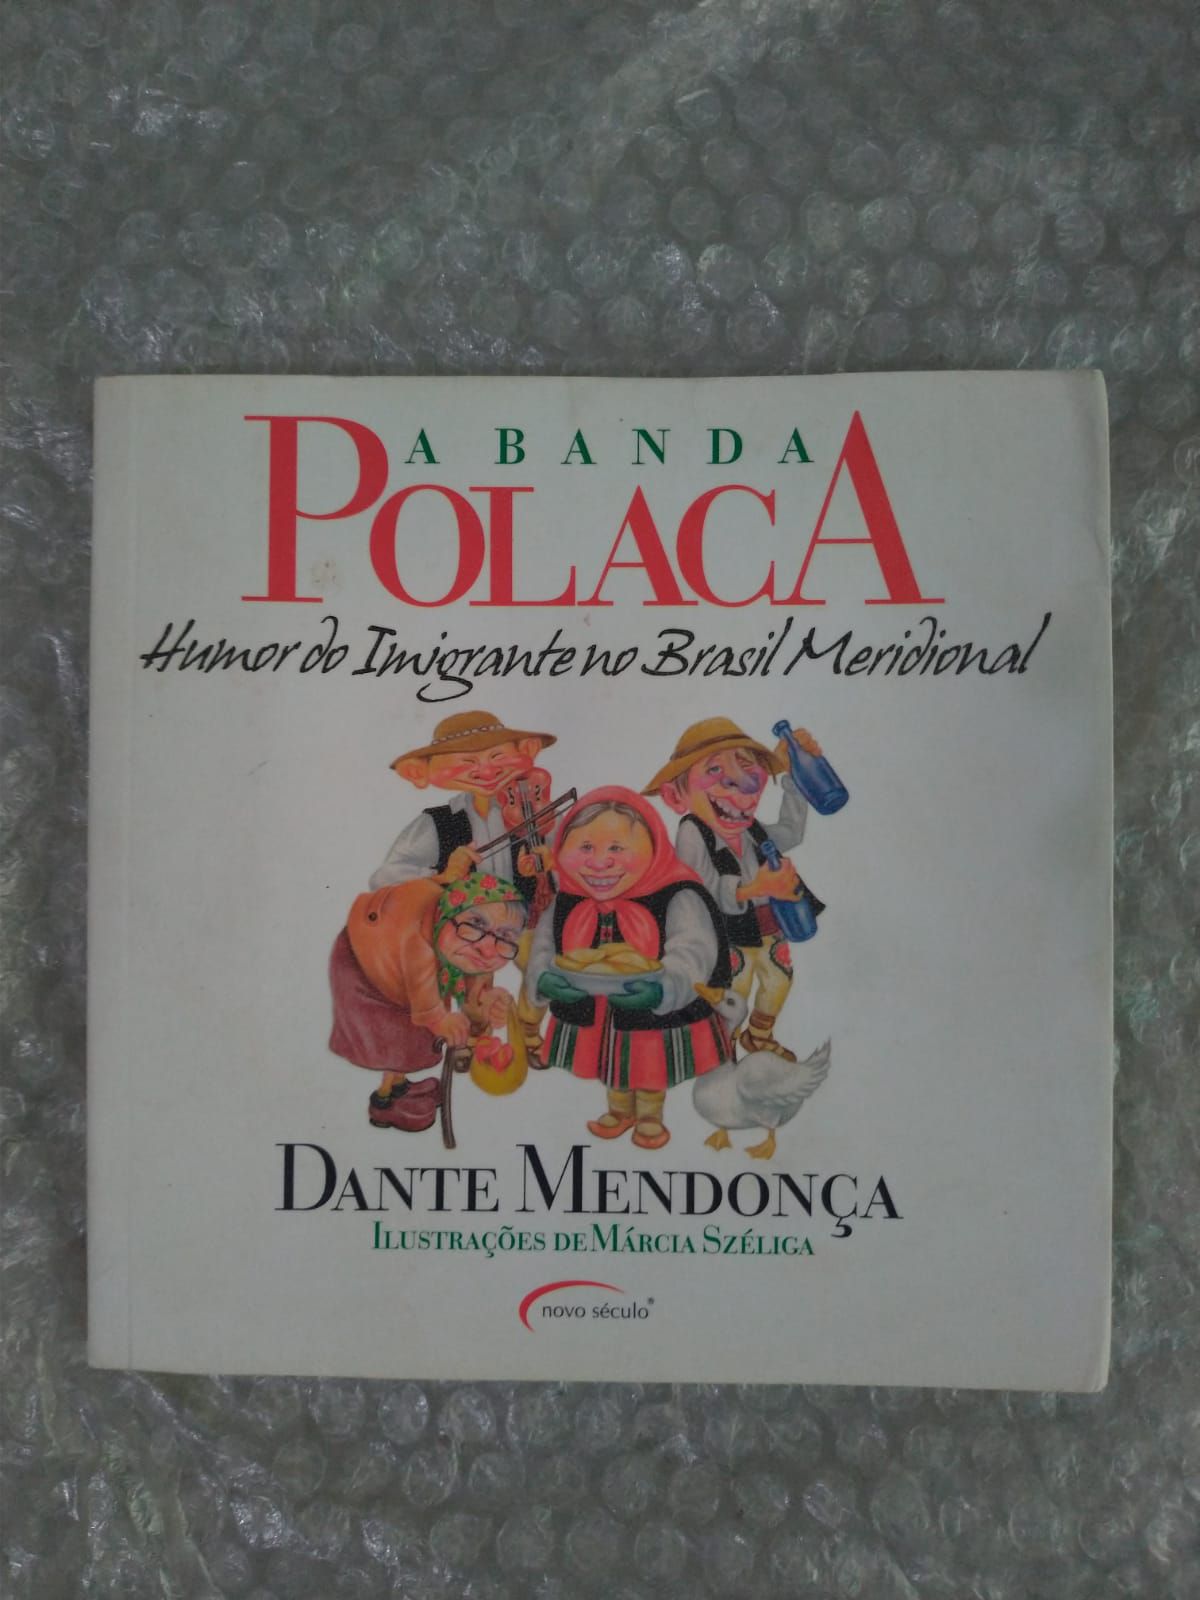 A BANDA
POLACA
Humor do Imigrante no Brasil Meridional
DANTE MENDONÇA
ILUSTRAÇÕES DE MÁRCIA SZÉLIGA
novo século®